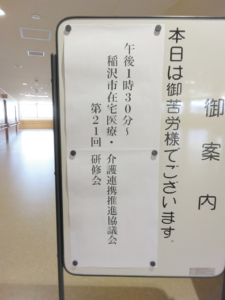 御案内
本日は御苦労様でございます。
午後1時30分～
稲沢市在宅医療・介護連携推進協議会
第21回 研修会